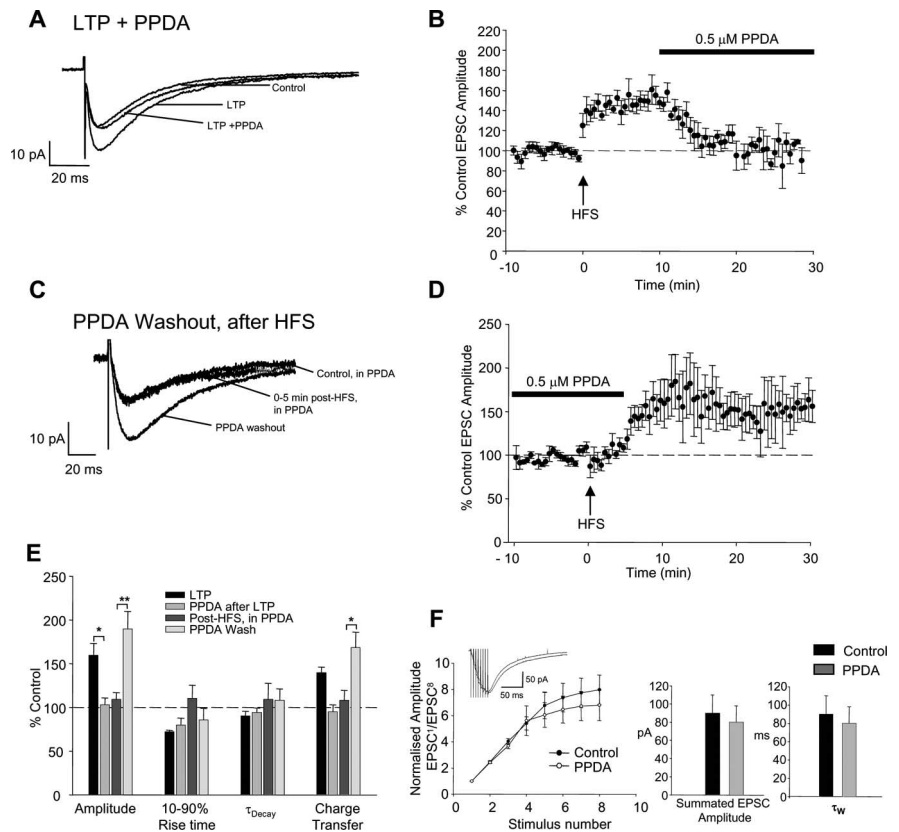 A
LTP + PPDA
Control
LTP
LTP +PPDA
10 pA
20 ms
B
0.5 μM PPDA
% Control EPSC Amplitude
220
200
180
160
140
120
100
80
60
40
20
0
HFS
-10
0
10
20
30
Time (min)
C
PPDA Washout, after HFS
Control, in PPDA
0-5 min post-HFS,
in PPDA
PPDA washout
10 pA
20 ms
D
0.5 μM PPDA
% Control EPSC Amplitude
250
200
150
100
50
0
HFS
- 10
0
10
20
30
Time (min)
E
% Control
250
200
150
100
50
0
LTP
PPDA after LTP
Post-HFS, in PPDA
PPDA Wash
*
**
*
Amplitude
10-90%
Rise time
τDecay
Charge
Transfer
F
Normalised Amplitude
EPSC¹/EPSC⁸
10
8
6
4
2
0
50 pA
50 ms
Control
PPDA
0
2
4
6
8
10
Stimulus number
Control
PPDA
pA
120
100
80
60
40
20
0
Summated EPSC
Amplitude
ms
120
100
80
60
40
20
0
τw